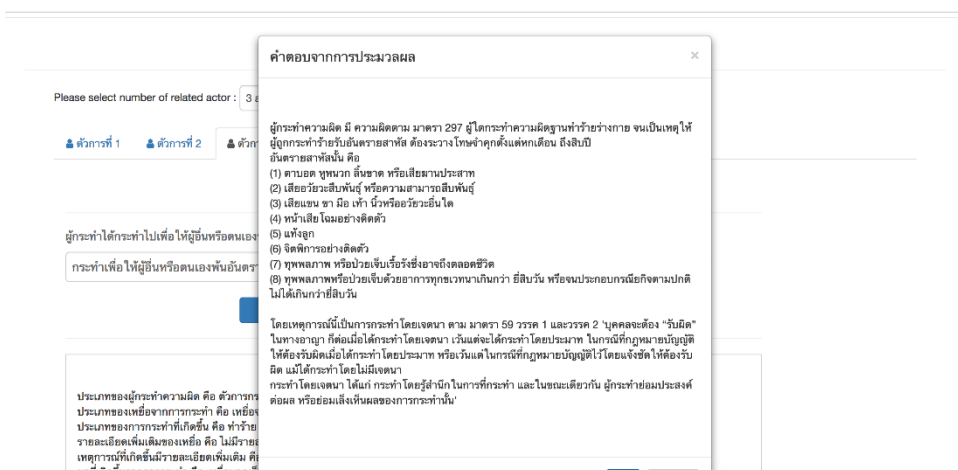 คำตอบจากการประมวลผล
×
Please select number of related actor : 3
ตัวการที่ 1 ตัวการที่ 2
ผู้กระทำความผิด มี ความผิดตาม มาตรา 297 ผู้ใดกระทำความผิดฐานทำร้ายร่างกาย จนเป็นเหตุให้
ผู้ถูกกระทำร้ายรับอันตรายสาหัส ต้องระวางโทษจำคุกตั้งแต่หกเดือน ถึงสิบปี
อันตรายสาหัสนั้น คือ
(1) ตาบอด หูหนวก ลิ้นขาด หรือเสียฆานประสาท
(2) เสียอวัยวะสืบพันธุ์ หรือความสามารถสืบพันธุ์
(3) เสียแขน ขา มือ เท้า นิ้วหรืออวัยวะอื่นใด
(4) หน้าเสียโฉมอย่างติดตัว
(5) แท้งลูก
(6) จิตพิการอย่างติดตัว
(7) ทุพพลภาพ หรือป่วยเจ็บเรื้อรังซึ่งอาจถึงตลอดชีวิต
(8) ทุพพลภาพหรือป่วยเจ็บด้วยอาการทุกขเวทนาเกินกว่า ยี่สิบวัน หรือจนประกอบกรณียกิจตามปกติ
ไม่ได้เกินกว่ายี่สิบวัน
โดยเหตุการณ์นี้เป็นการกระทำโดยเจตนา ตาม มาตรา 59 วรรค 1 และวรรค 2 'บุคคลจะต้อง "รับผิด"
ในทางอาญา ก็ต่อเมื่อได้กระทำโดยเจตนา เว้นแต่จะได้กระทำโดยประมาท ในกรณีที่กฎหมายบัญญัติ
ให้ต้องรับผิดเมื่อได้กระทำโดยประมาท หรือเว้นแต่ในกรณีที่กฎหมายบัญญัติไว้โดยแจ้งชัดให้ต้องรับ
ผิด แม้ได้กระทำโดยไม่มีเจตนา
กระทำโดยเจตนา ได้แก่ กระทำโดยรู้สำนึกในการที่กระทำ และในขณะเดียวกัน ผู้กระทำย่อมประสงค์
ต่อผล หรือย่อมเล็งเห็นผลของการกระทำนั้น'
ผู้กระทำได้กระทำไปเพื่อให้ผู้อื่นหรือตนเอง
กระทำเพื่อให้ผู้อื่นหรือตนเองพ้นอันตรา
ประเภทของผู้กระทำความผิด คือ ตัวการกร
ประเภทของเหยื่อจากการกระทำ คือ เหยื่อ
ประเภทของการกระทำที่เกิดขึ้น คือ ทำร้าย
รายละเอียดเพิ่มเติมของเหยื่อ คือ ไม่มีราย
เหตุการณ์ที่เกิดขึ้นมีรายละเอียดเพิ่มเติม คือ